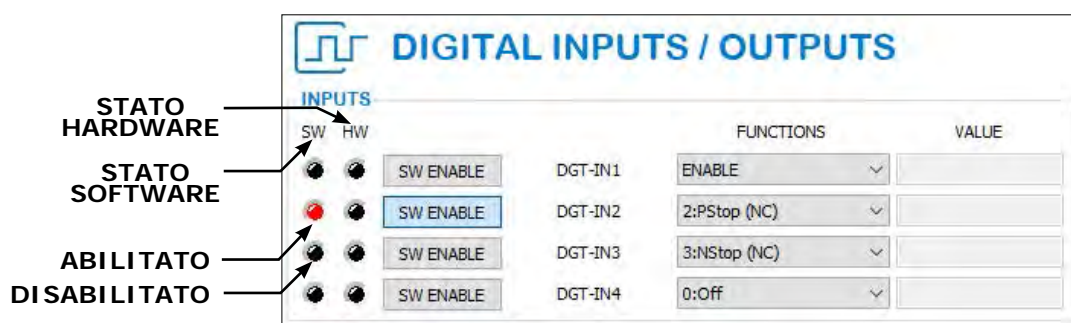 DIGITAL INPUTS / OUTPUTS
INPUTS
STATO
HARDWARE
SW HW FUNCTIONS VALUE
STATO
SOFTWARE
SW ENABLE DGT-IN1 ENABLE
SW ENABLE DGT-IN2 2:PStop (NC)
ABILITATO
SW ENABLE DGT-IN3 3:NStop (NC)
DISABILITATO
SW ENABLE DGT-IN4 0:Off